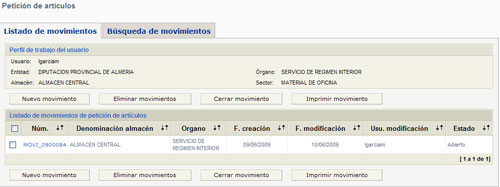 Petición de artículos
Listado de movimientos Búsqueda de movimientos
Perfil de trabajo del usuario
Usuario: lgarciam
Entidad: DIPUTACION PROVINCIAL DE ALMERIA Órgano: SERVICIO DE REGIMEN INTERIOR
Almacén: ALMACEN CENTRAL Sector: MATERIAL DE OFICINA
Nuevo movimiento Eliminar movimientos Cerrar movimiento Imprimir movimiento
Listado de movimientos de petición de artículos
Núm. Denominación almacén Organo F. creación F. modificación Usu. modificación Estado
MOVI_0900084 ALMACEN CENTRAL SERVICIO DE REGIMEN INTERIOR 09/06/2009 10/06/2009 lgarciam Abierto
[ 1 a 1 de 1]
Nuevo movimiento Eliminar movimientos Cerrar movimiento Imprimir movimiento